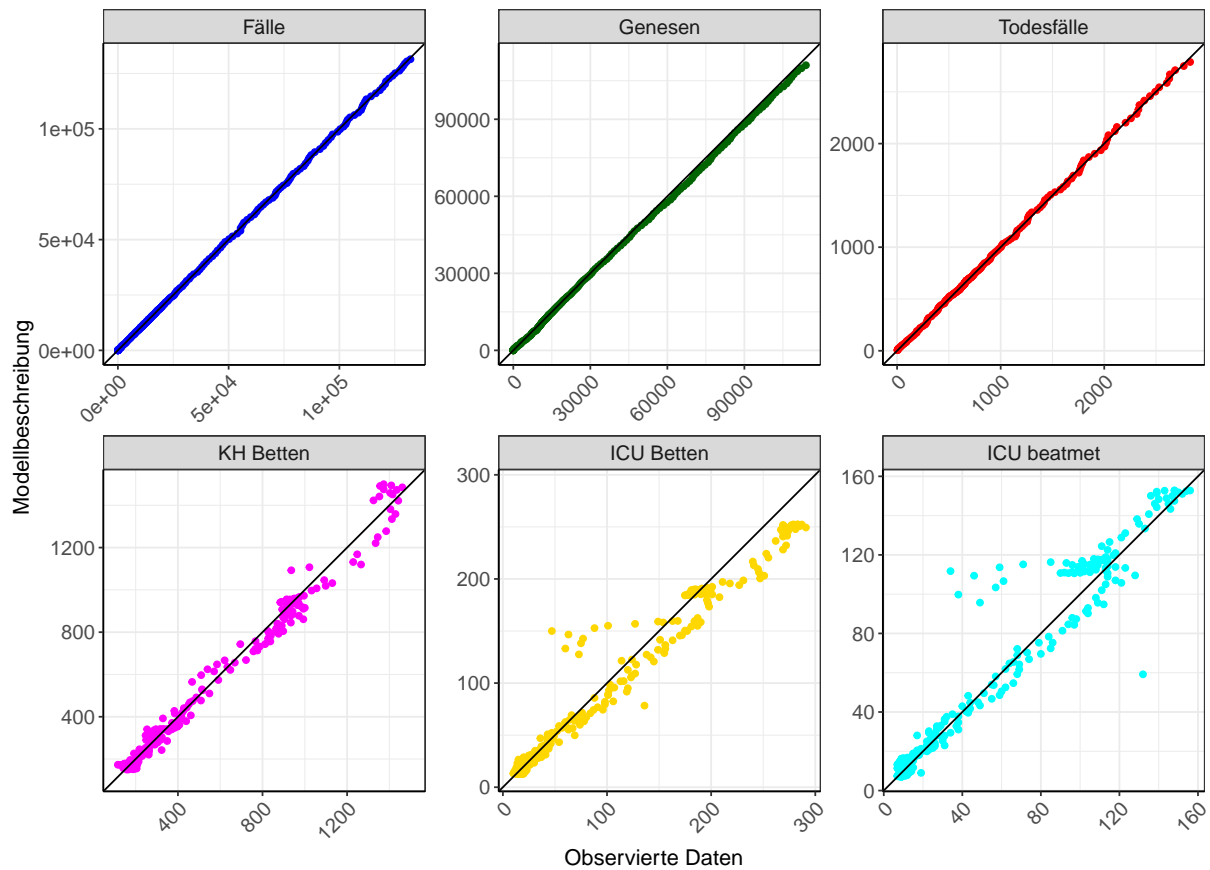 Fälle
Genesen
Todesfälle
1e+05
5e+04
0e+00
0e+00
5e+04
1e+05
90000
60000
30000
0
0
30000
60000
90000
2000
1000
0
0
1000
2000
KH Betten
ICU Betten
ICU beatmet
1200
800
400
400
800
1200
300
200
100
0
0
100
200
300
160
120
80
40
0
0
40
80
120
160
Modellbeschreibung
Observierte Daten